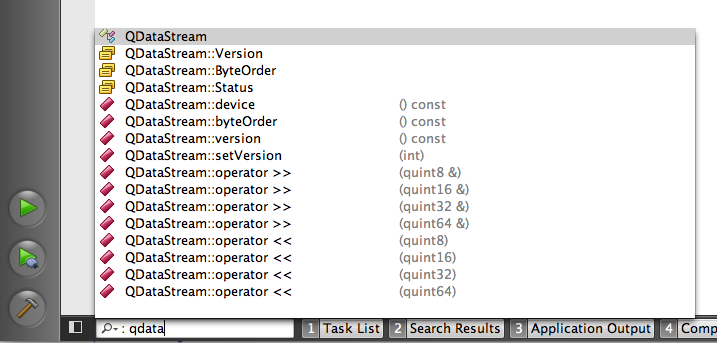 QDataStream
QDataStream::Version
QDataStream::ByteOrder
QDataStream::Status
QDataStream::device () const
QDataStream::byteOrder () const
QDataStream::version () const
QDataStream::setVersion (int)
QDataStream::operator >> (quint8 &)
QDataStream::operator >> (quint16 &)
QDataStream::operator >> (quint32 &)
QDataStream::operator >> (quint64 &)
QDataStream::operator << (quint8)
QDataStream::operator << (quint16)
QDataStream::operator << (quint32)
QDataStream::operator << (quint64)
: qdata 1 Task List 2 Search Results 3 Application Output 4 Comp